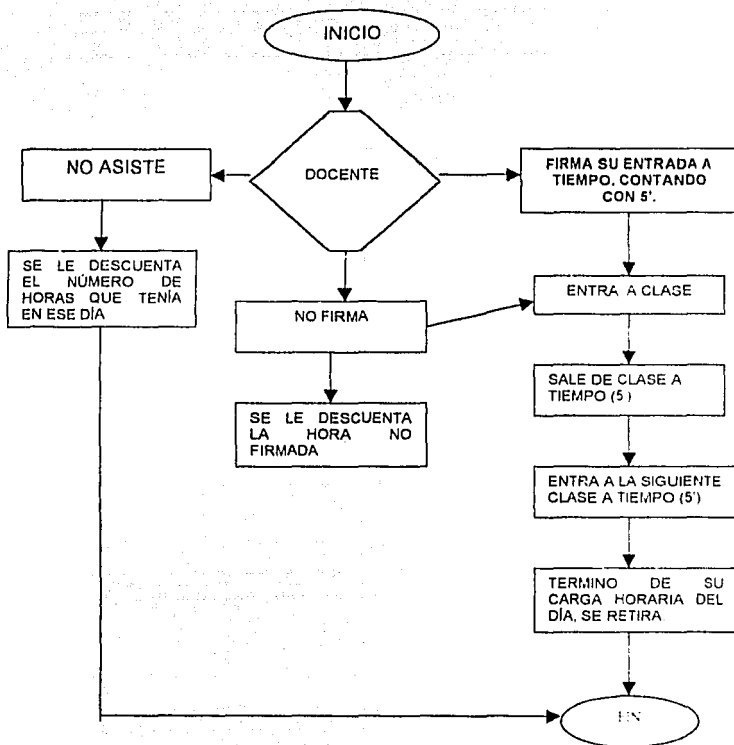 INICIO
DOCENTE
NO ASISTE
FIRMA SU ENTRADA A
TIEMPO, CONTANDO
CON 5'.
SE LE DESCUENTA
EL NÚMERO DE
HORAS QUE TENÍA
EN ESE DÍA
NO FIRMA
ENTRA A CLASE
SE LE DESCUENTA
LA HORA NO
FIRMADA
SALE DE CLASE A
TIEMPO (5')
ENTRA A LA SIGUIENTE
CLASE A TIEMPO (5')
TERMINO DE SU
CARGA HORARIA DEL
DÍA, SE RETIRA
FIN